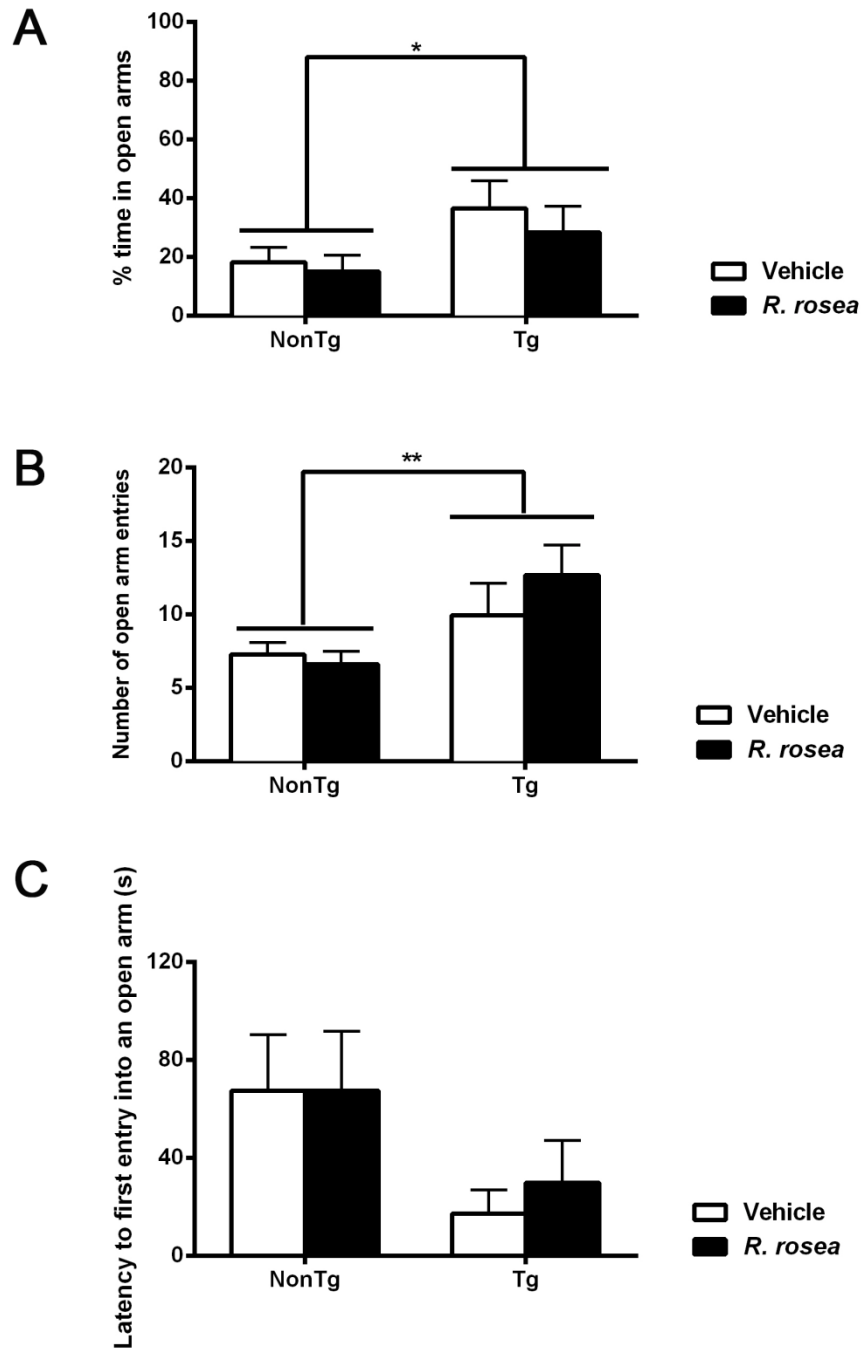 A
% time in open arms
100
80
60
40
20
0
*
NonTg
Tg
Vehicle
R. rosea
B
Number of open arm entries
20
15
10
5
0
**
NonTg
Tg
Vehicle
R. rosea
C
Latency to first entry into an open arm (s)
120
80
40
0
NonTg
Tg
Vehicle
R. rosea